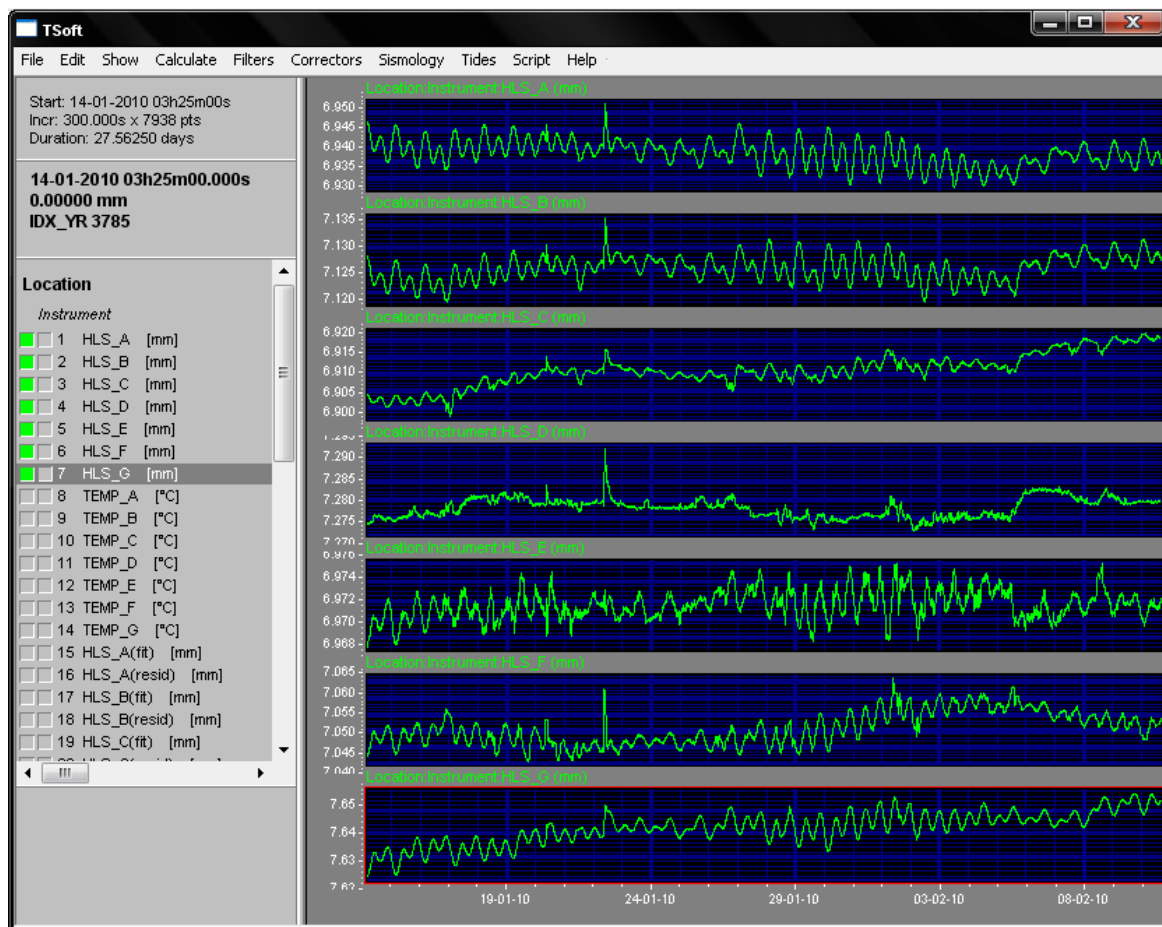 TSoft
File Edit Show Calculate Filters Correctors Sismology Tides Script Help
Start: 14-01-2010 03h25m00s
Incr: 300.000s x 7938 pts
Duration: 27.56250 days
14-01-2010 03h25m00.000s
0.00000 mm
IDX_YR 3785
Location
Instrument
1 HLS_A [mm]
2 HLS_B [mm]
3 HLS_C [mm]
4 HLS_D [mm]
5 HLS_E [mm]
6 HLS_F [mm]
7 HLS_G [mm]
8 TEMP_A [°C]
9 TEMP_B [°C]
10 TEMP_C [°C]
11 TEMP_D [°C]
12 TEMP_E [°C]
13 TEMP_F [°C]
14 TEMP_G [°C]
15 HLS_A(fit) [mm]
16 HLS_A(resid) [mm]
17 HLS_B(fit) [mm]
18 HLS_B(resid) [mm]
19 HLS_C(fit) [mm]
Location:Instrument:HLS_A (mm)
6.950
6.945
6.940
6.935
6.930
Location:Instrument:HLS_B (mm)
7.135
7.130
7.125
7.120
Location:Instrument:HLS_C (mm)
6.920
6.915
6.910
6.905
6.900
Location:Instrument:HLS_D (mm)
7.290
7.280
7.275
7.270
Location:Instrument:HLS_E (mm)
6.976
6.974
6.972
6.970
6.968
Location:Instrument:HLS_F (mm)
7.065
7.060
7.055
7.050
7.045
7.040
Location:Instrument:HLS_G (mm)
7.65
7.64
7.63
7.62
19-01-10 24-01-10 29-01-10 03-02-10 08-02-10